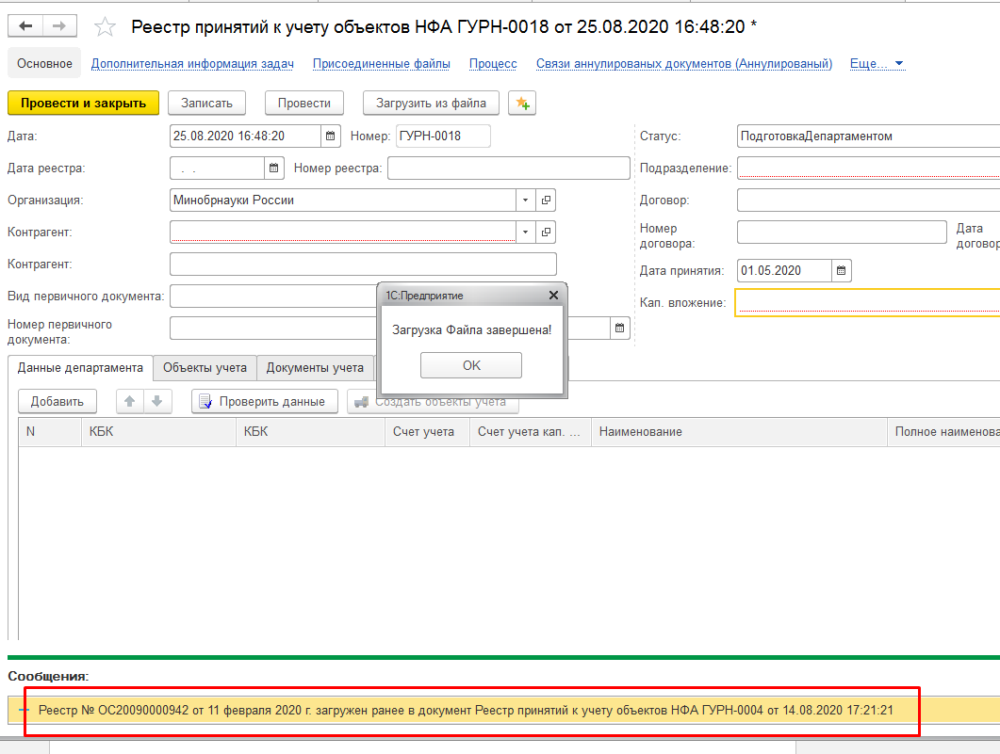 Реестр принятий к учету объектов НФА ГУРН-0018 от 25.08.2020 16:48:20 *
Основное Дополнительная информация задач Присоединенные файлы Процесс Связи аннулированых документов (Аннулированый) Еще...
Провести и закрыть Записать Провести Загрузить из файла
Дата: 25.08.2020 16:48:20 Номер: ГУРН-0018 Статус: ПодготовкаДепартаментом
Дата реестра: . . Номер реестра: Подразделение:
Организация: Минобрнауки России Договор:
Контрагент: Номер договора: Дата договор
Контрагент: Дата принятия: 01.05.2020
Вид первичного документа: Кап. вложение:
Номер первичного
документа:
1С:Предприятие
Загрузка Файла завершена!
OK
Данные департамента Объекты учета Документы учета
Добавить Проверить данные Создать объекты учета
N КБК КБК Счет учета Счет учета кап. ... Наименование Полное наименова
Сообщения:
Реестр № ОС20090000942 от 11 февраля 2020 г. загружен ранее в документ Реестр принятий к учету объектов НФА ГУРН-0004 от 14.08.2020 17:21:21